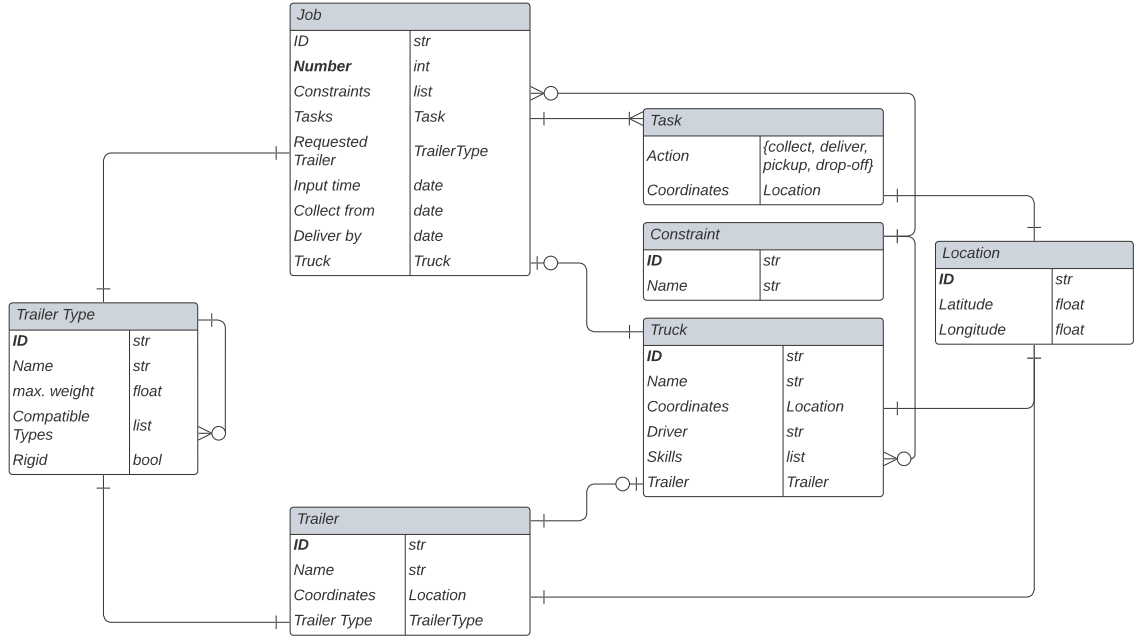 Job
ID str
Number int
Constraints list
Tasks Task
Requested
Trailer TrailerType
Input time date
Collect from date
Deliver by date
Truck Truck
Task
Action {collect, deliver,
pickup, drop-off}
Coordinates Location
Constraint
ID str
Name str
Location
ID str
Latitude float
Longitude float
Trailer Type
ID str
Name str
max. weight float
Compatible
Types list
Rigid bool
Truck
ID str
Name str
Coordinates Location
Driver str
Skills list
Trailer Trailer
Trailer
ID str
Name str
Coordinates Location
Trailer Type TrailerType